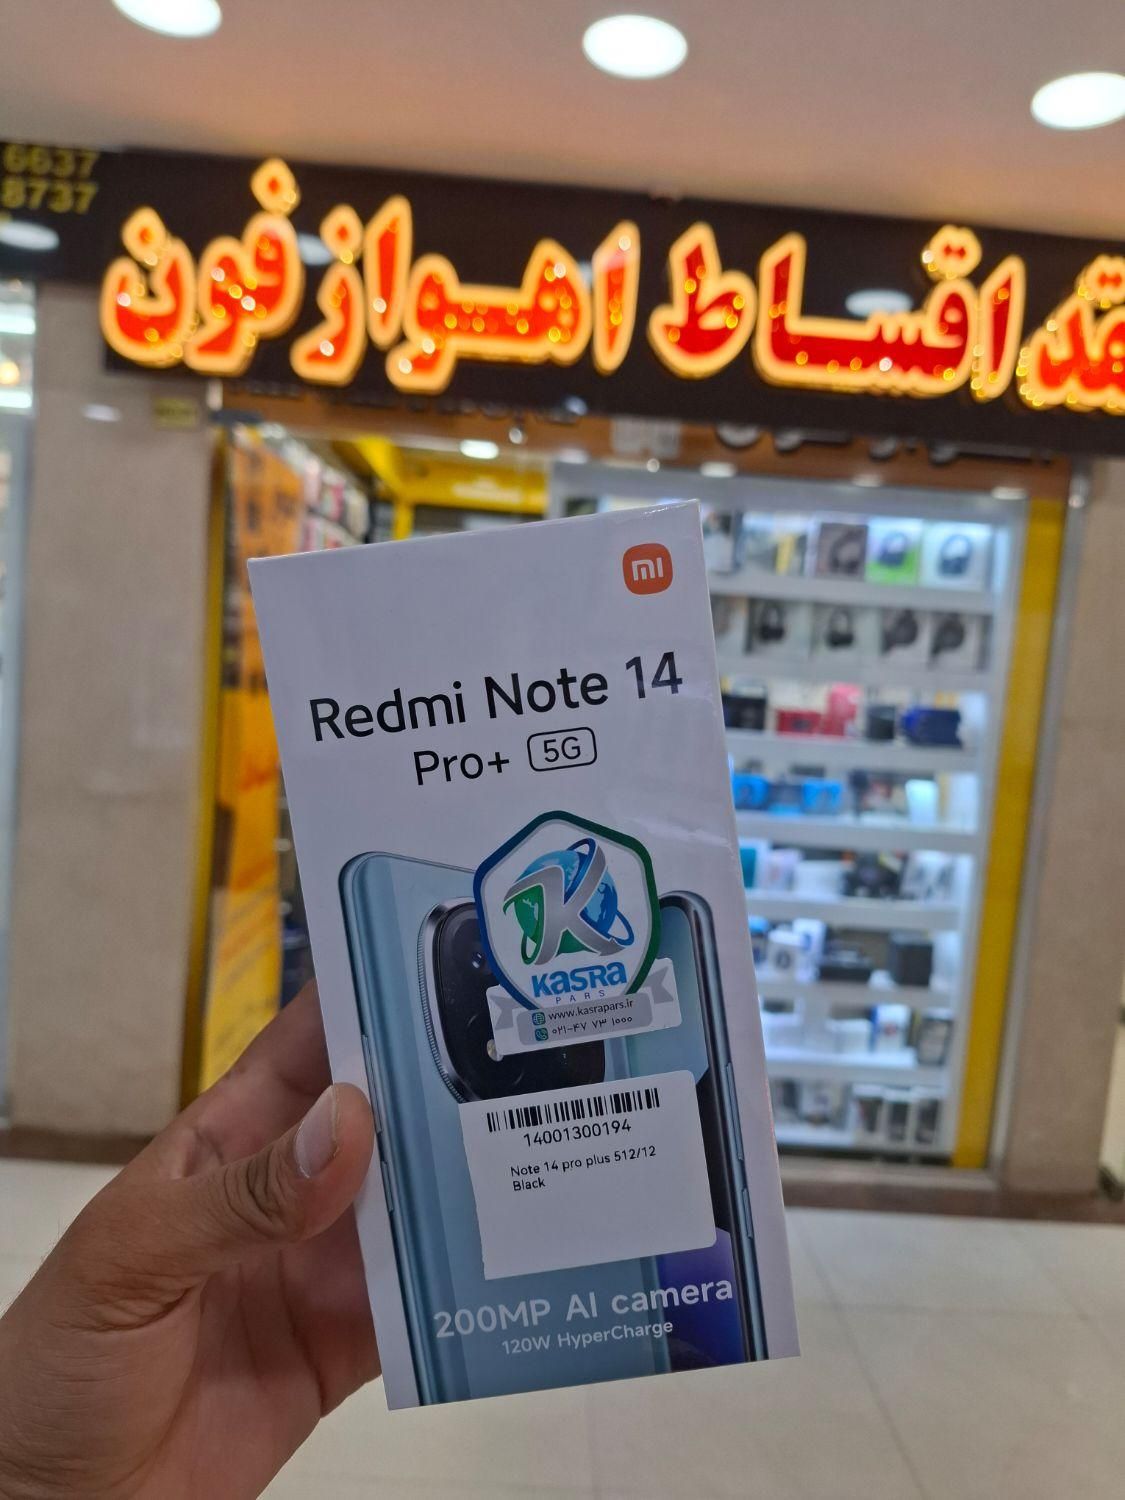 6637
8737
نقد اقساط اهواز فون
mi
Redmi Note 14
Pro+ 5G
K
KASRA
PARS
www.kasrapars.ir
۰۲۱-۴۷ ۷۳ ۱۰۰۰
14001300194
Note 14 pro plus 512/12
Black
200MP AI camera
120W HyperCharge